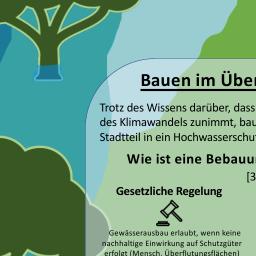 Bauen im Über
Trotz des Wissens darüber, dass
des Klimawandels zunimmt, bau
Stadtteil in ein Hochwasserschu
Wie ist eine Bebauu
[3
Gesetzliche Regelung
Gewässerausbau erlaubt, wenn keine
nachhaltige Einwirkung auf Schutzgüter
erfolgt (Mensch, Überflutungsflächen)